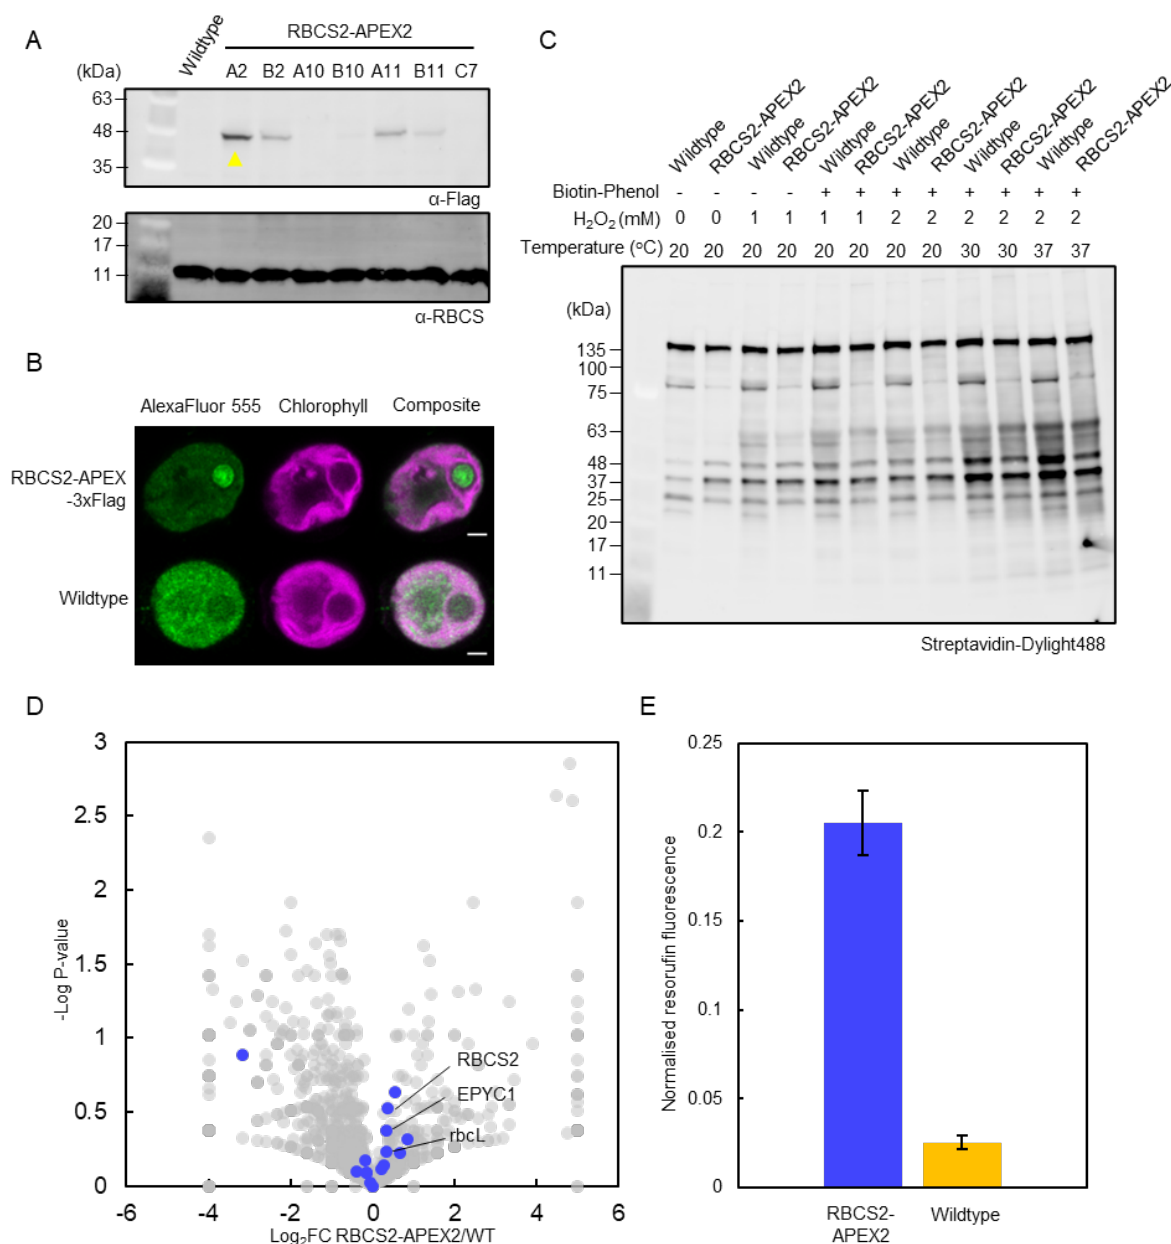 A
RBCS2-APEX2
Wildtype
(kDa)
A2 B2 A10 B10 A11 B11 C7
63
48
35
α-Flag
20
17
11
α-RBCS
B
AlexaFluor 555 Chlorophyll Composite
RBCS2-APEX
-3xFlag
Wildtype
C
Wildtype RBCS2-APEX2 Wildtype RBCS2-APEX2 Wildtype RBCS2-APEX2 Wildtype RBCS2-APEX2 Wildtype RBCS2-APEX2 Wildtype RBCS2-APEX2
Biotin-Phenol - - - - + + + + + + + +
H₂O₂ (mM) 0 0 1 1 1 1 2 2 2 2 2 2
Temperature (°C) 20 20 20 20 20 20 20 20 30 30 37 37
(kDa)
135
100
75
63
48
37
25
20
17
11
Streptavidin-Dylight488
D
3
2.5
2
1.5
1
0.5
0
-Log P-value
RBCS2
EPYC1
rbcL
-6 -4 -2 0 2 4 6
Log₂FC RBCS2-APEX2/WT
E
0.25
0.2
0.15
0.1
0.05
0
Normalised resorufin fluorescence
RBCS2-
APEX2
Wildtype